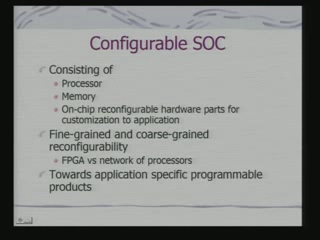 Configurable SOC
Consisting of
Processor
Memory
On-chip reconfigurable hardware parts for
customization to application
Fine-grained and coarse-grained
reconfigurability
FPGA vs network of processors
Towards application specific programmable
products